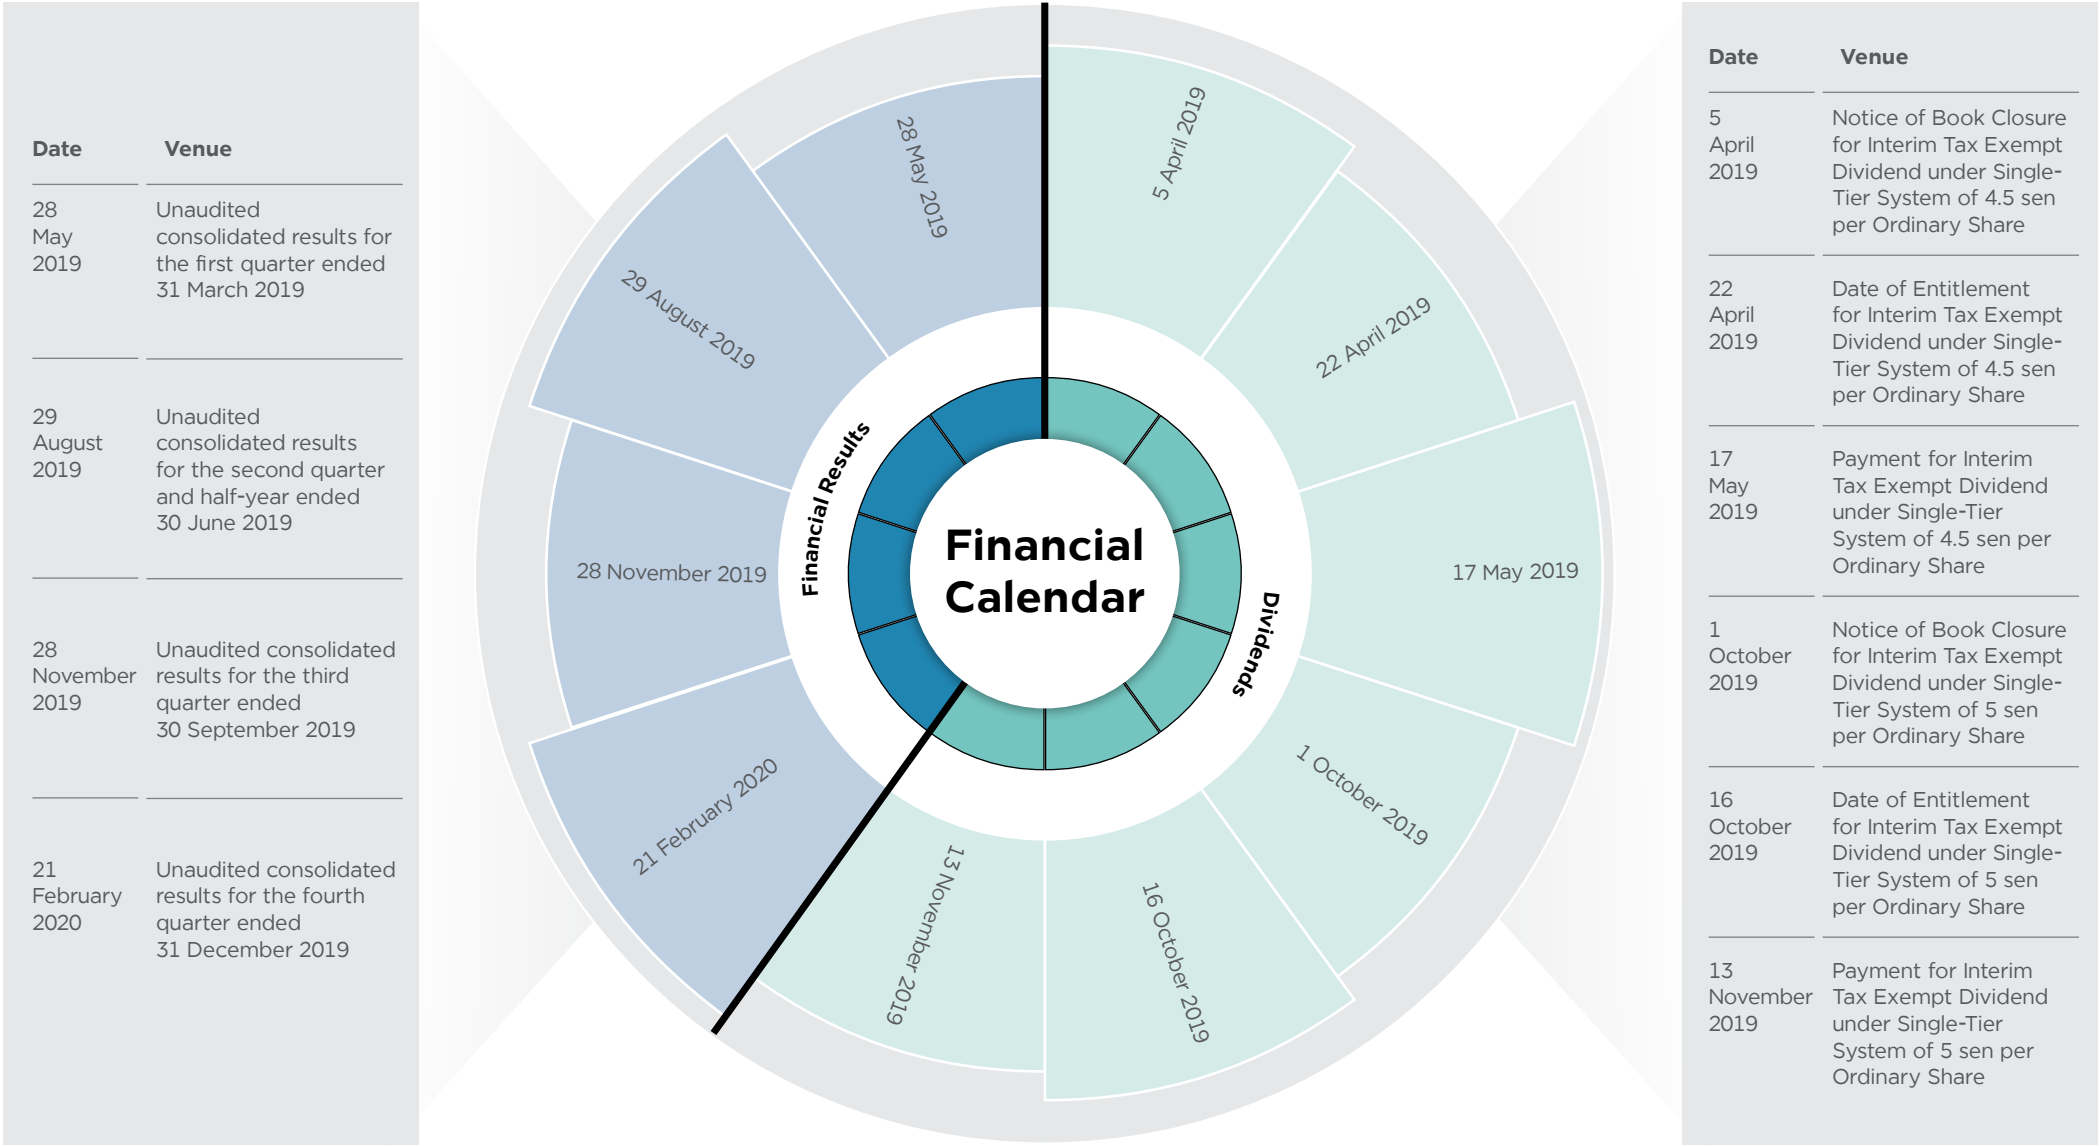 Date Venue
28 Unaudited
May consolidated results for
2019 the first quarter ended
31 March 2019
29 Unaudited
August consolidated results
2019 for the second quarter
and half-year ended
30 June 2019
28 Unaudited consolidated
November results for the third
2019 quarter ended
30 September 2019
21 Unaudited consolidated
February results for the fourth
2020 quarter ended
31 December 2019
28 May 2019
29 August 2019
28 November 2019
21 February 2020
Financial Results
Financial
Calendar
Dividends
5 April 2019
22 April 2019
17 May 2019
1 October 2019
16 October 2019
13 November 2019
Date Venue
5 Notice of Book Closure
April for Interim Tax Exempt
2019 Dividend under Single-
Tier System of 4.5 sen
per Ordinary Share
22 Date of Entitlement
April for Interim Tax Exempt
2019 Dividend under Single-
Tier System of 4.5 sen
per Ordinary Share
17 Payment for Interim
May Tax Exempt Dividend
2019 under Single-Tier
System of 4.5 sen per
Ordinary Share
1 Notice of Book Closure
October for Interim Tax Exempt
2019 Dividend under Single-
Tier System of 5 sen
per Ordinary Share
16 Date of Entitlement
October for Interim Tax Exempt
2019 Dividend under Single-
Tier System of 5 sen
per Ordinary Share
13 Payment for Interim
November Tax Exempt Dividend
2019 under Single-Tier
System of 5 sen per
Ordinary Share